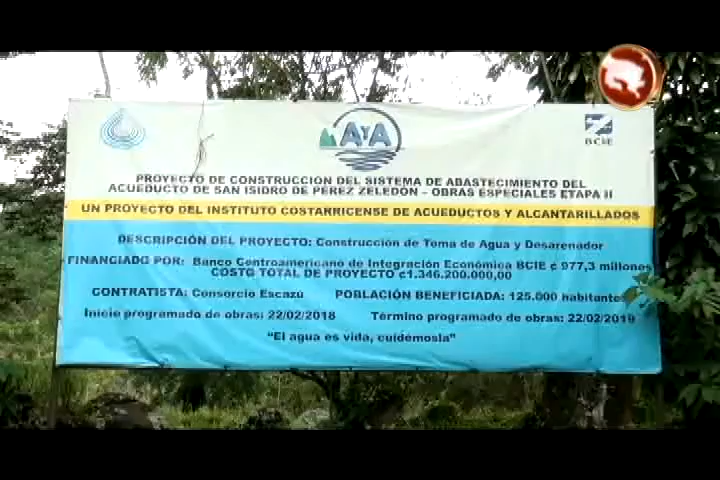 AYA
BCIE
PROYECTO DE CONSTRUCCION DEL SISTEMA DE ABASTECIMIENTO DEL
ACUEDUCTO DE SAN ISIDRO DE PÉREZ ZELEDÓN - OBRAS ESPECIALES ETAPA II
UN PROYECTO DEL INSTITUTO COSTARRICENSE DE ACUEDUCTOS Y ALCANTARILLADOS
DESCRIPCIÓN DEL PROYECTO: Construcción de Toma de Agua y Desarenador
FINANCIADO POR: Banco Centroamericano de Integración Económica BCIE ¢ 977,3 millones
COSTO TOTAL DE PROYECTO ¢1.346.200.000,00
CONTRATISTA: Consorcio Escazú POBLACIÓN BENEFICIADA: 125.000 habitantes
Inicio programado de obras: 22/02/2018 Término programado de obras: 22/02/2019
"El agua es vida, cuidémosla"